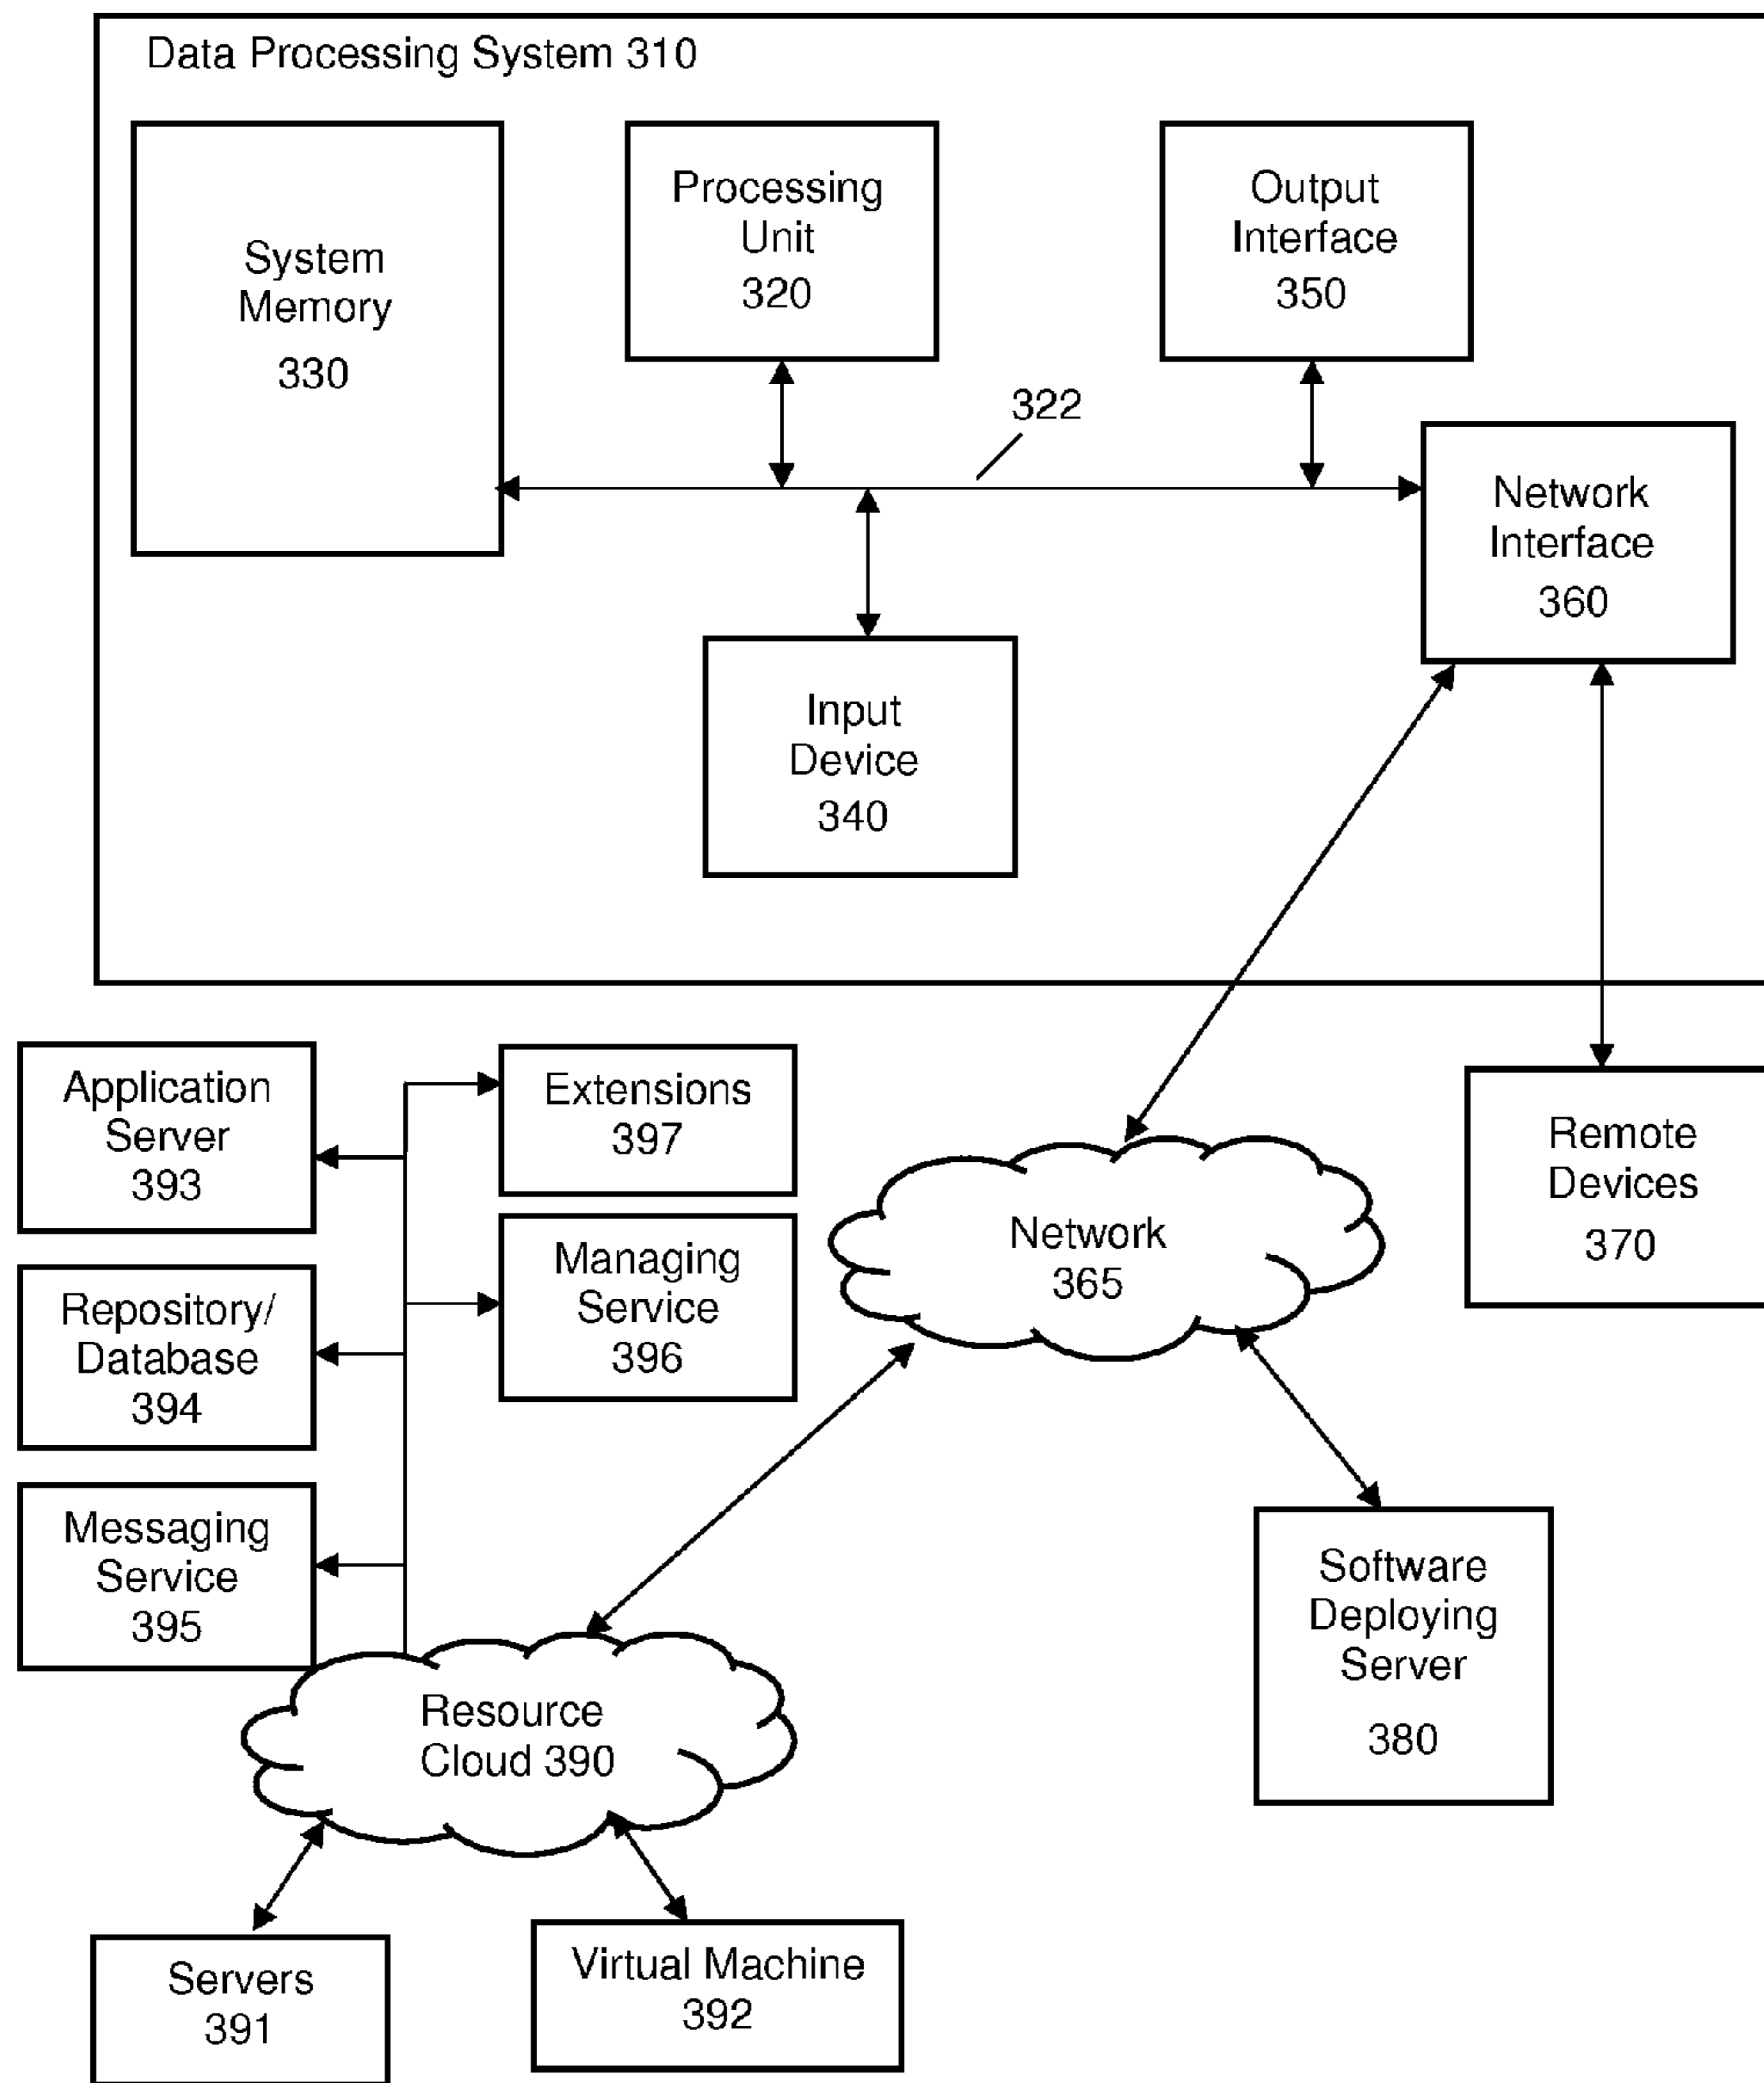 Data Processing System 310
System
Memory
330
Processing
Unit
320
Output
Interface
350
322
Network
Interface
360
Input
Device
340
Application
Server
393
Extensions
397
Remote
Devices
370
Network
365
Managing
Service
396
Repository/
Database
394
Messaging
Service
395
Software
Deploying
Server
380
Resource
Cloud 390
Servers
391
Virtual Machine
392